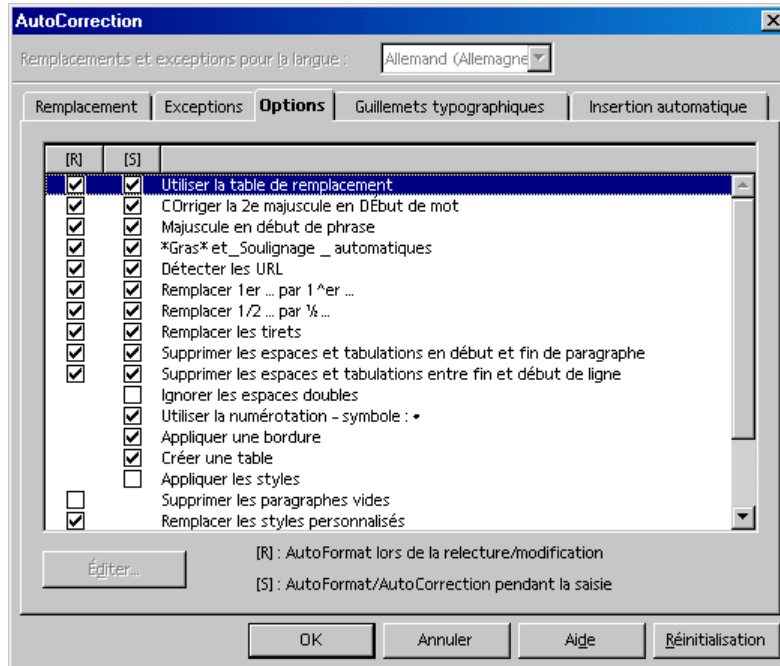 AutoCorrection
Remplacements et exceptions pour la langue : Allemand (Allemagne
Remplacement Exceptions Options Guillemets typographiques Insertion automatique
[R] [S]
Utiliser la table de remplacement
COrriger la 2e majuscule en DÉbut de mot
Majuscule en début de phrase
*Gras* et_Soulignage _ automatiques
Détecter les URL
Remplacer 1er ... par 1^er ...
Remplacer 1/2 ... par ½ ...
Remplacer les tirets
Supprimer les espaces et tabulations en début et fin de paragraphe
Supprimer les espaces et tabulations entre fin et début de ligne
Ignorer les espaces doubles
Utiliser la numérotation - symbole : •
Appliquer une bordure
Créer une table
Appliquer les styles
Supprimer les paragraphes vides
Remplacer les styles personnalisés
[R] : AutoFormat lors de la relecture/modification
Éditer...
[S] : AutoFormat/AutoCorrection pendant la saisie
OK Annuler Aide Réinitialisation